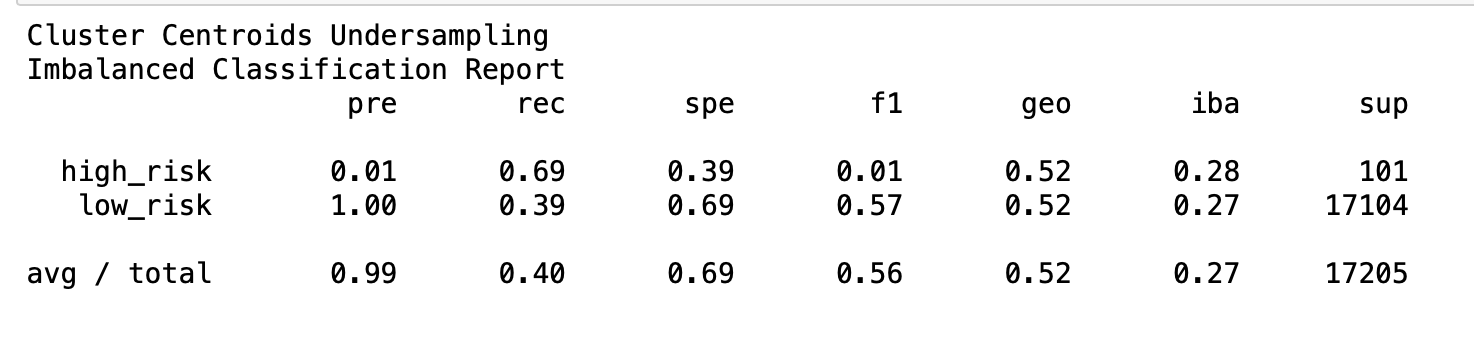 Cluster Centroids Undersampling
Imbalanced Classification Report
pre rec spe f1 geo iba sup
high_risk 0.01 0.69 0.39 0.01 0.52 0.28 101
low_risk 1.00 0.39 0.69 0.57 0.52 0.27 17104
avg / total 0.99 0.40 0.69 0.56 0.52 0.27 17205